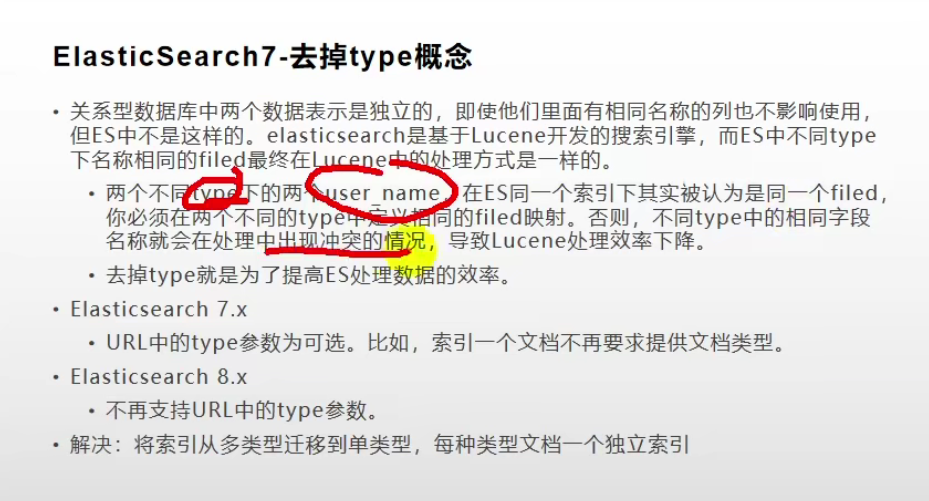 ElasticSearch7-去掉type概念
• 关系型数据库中两个数据表示是独立的，即使他们里面有相同名称的列也不影响使用，
但ES中不是这样的。elasticsearch是基于Lucene开发的搜索引擎，而ES中不同type
下名称相同的filed最终在Lucene中的处理方式是一样的。
• 两个不同type下的两个user_name，在ES同一个索引下其实被认为是同一个filed，
你必须在两个不同的type中定义相同的filed映射。否则，不同type中的相同字段
名称就会在处理中出现冲突的情况，导致Lucene处理效率下降。
• 去掉type就是为了提高ES处理数据的效率。
• Elasticsearch 7.x
• URL中的type参数为可选。比如，索引一个文档不再要求提供文档类型。
• Elasticsearch 8.x
• 不再支持URL中的type参数。
• 解决：将索引从多类型迁移到单类型，每种类型文档一个独立索引